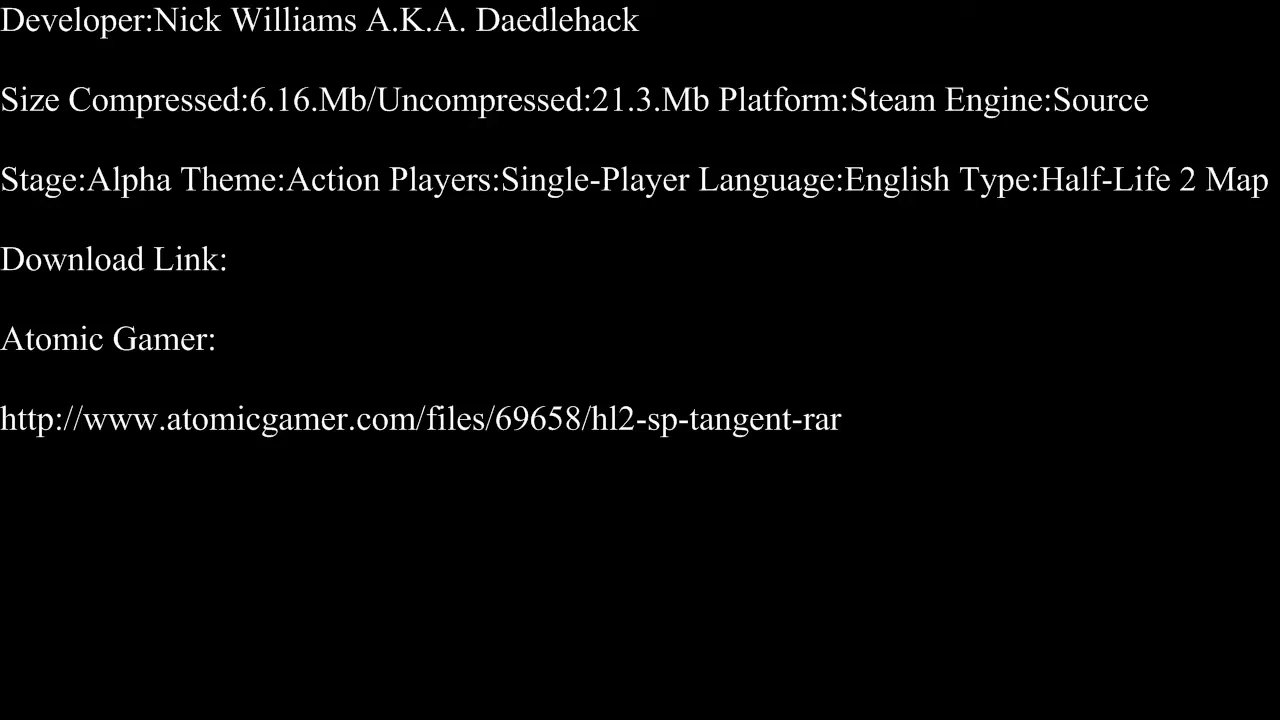 Developer:Nick Williams A.K.A. Daedlehack
Size Compressed:6.16.Mb/Uncompressed:21.3.Mb Platform:Steam Engine:Source
Stage:Alpha Theme:Action Players:Single-Player Language:English Type:Half-Life 2 Map
Download Link:
Atomic Gamer:
http://www.atomicgamer.com/files/69658/hl2-sp-tangent-rar